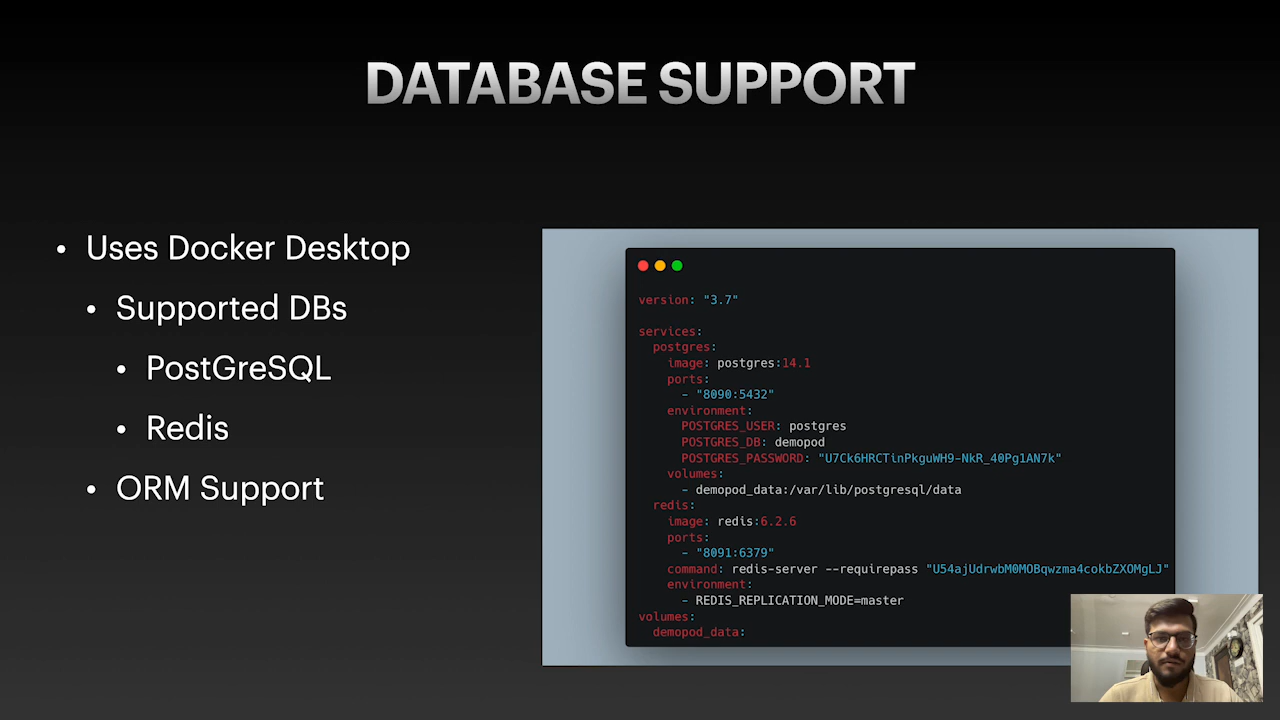 DATABASE SUPPORT
• Uses Docker Desktop
• Supported DBs
• PostGreSQL
• Redis
• ORM Support
version: "3.7"
services:
postgres:
image: postgres:14.1
ports:
- "8090:5432"
environment:
POSTGRES_USER: postgres
POSTGRES_DB: demopod
POSTGRES_PASSWORD: "U7Ck6HRCTinPkguWH9-NkR_40Pg1AN7k"
volumes:
- demopod_data:/var/lib/postgresql/data
redis:
image: redis:6.2.6
ports:
- "8091:6379"
command: redis-server --requirepass "U54ajUdrwbM0MOBqwzma4cokbZXOMgLJ"
environment:
- REDIS_REPLICATION_MODE=master
volumes:
demopod_data: